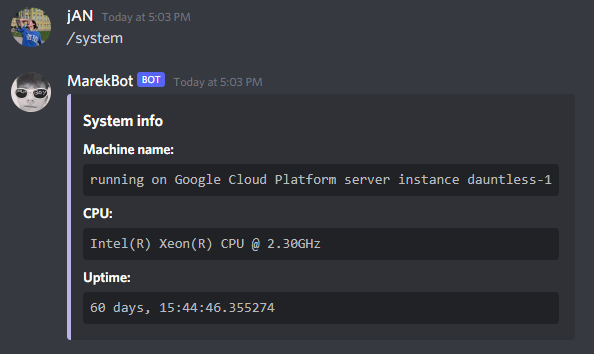 jAN Today at 5:03 PM
/system
MarekBot BOT Today at 5:03 PM
System info
Machine name:
running on Google Cloud Platform server instance dauntless-1
CPU:
Intel(R) Xeon(R) CPU @ 2.30GHz
Uptime:
60 days, 15:44:46.355274